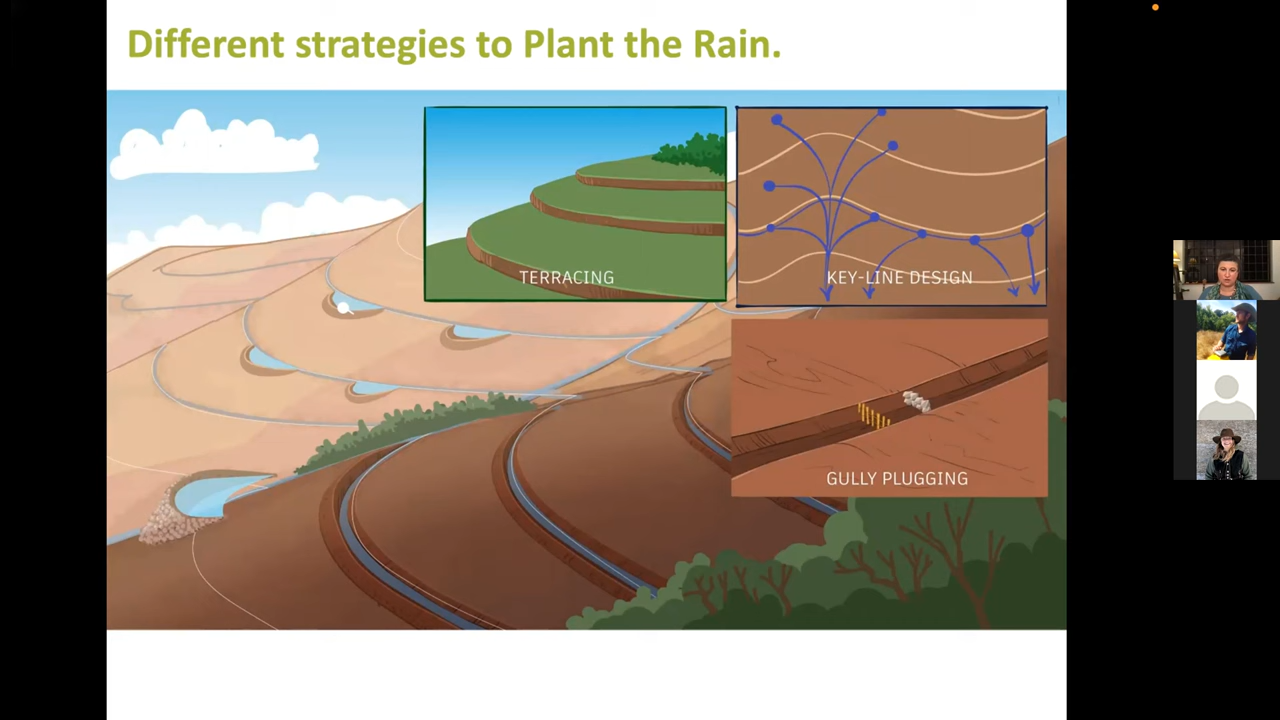 Different strategies to Plant the Rain.
TERRACING
KEY-LINE DESIGN
GULLY PLUGGING